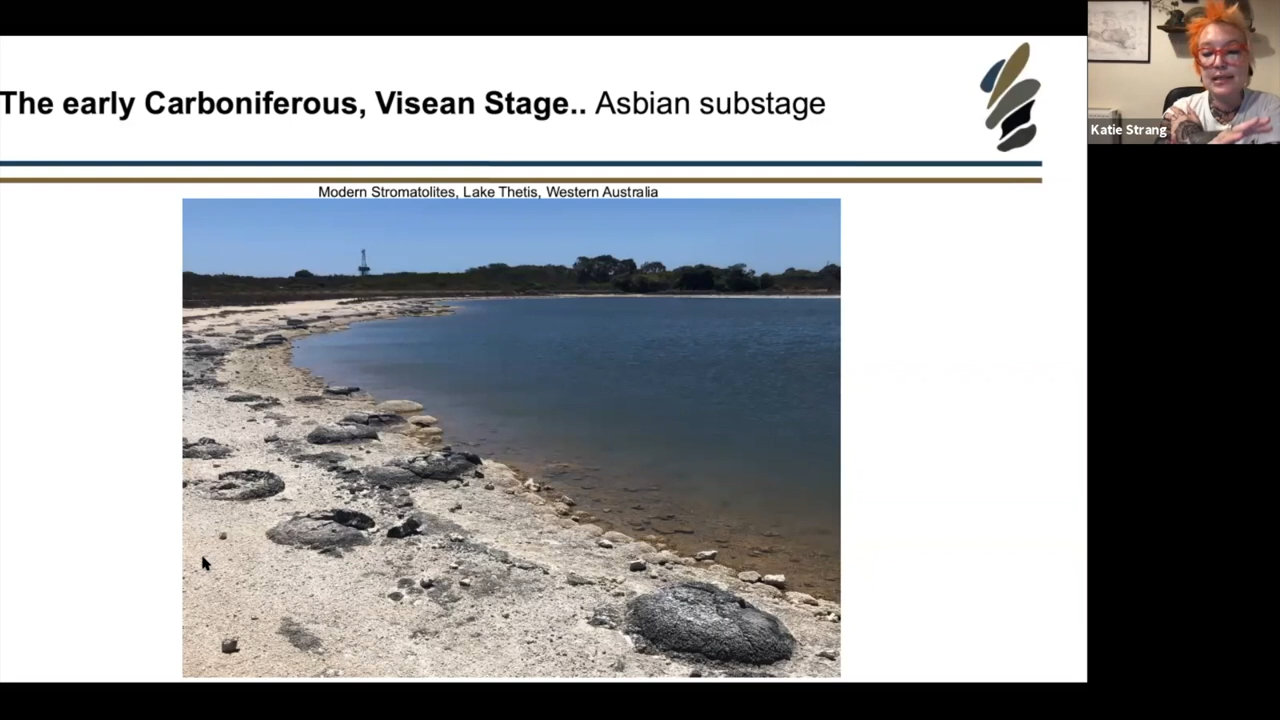 The early Carboniferous, Visean Stage.. Asbian substage
Katie Strang
Modern Stromatolites, Lake Thetis, Western Australia